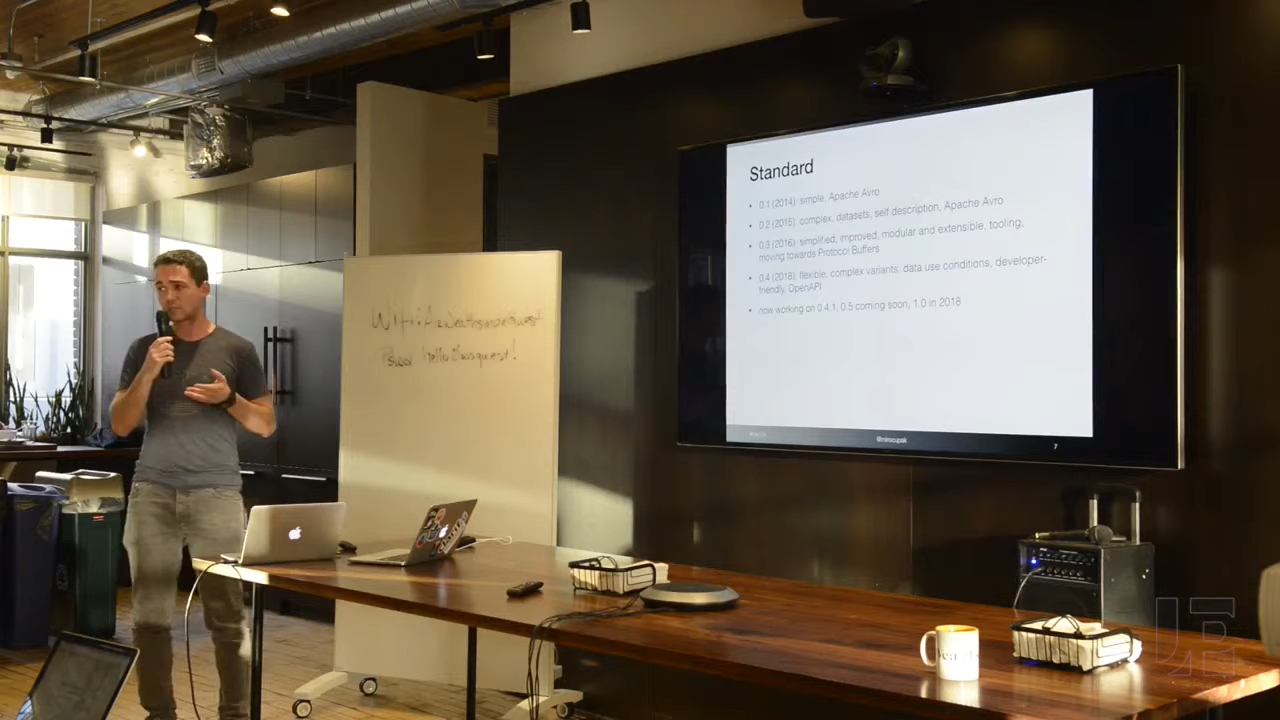 Standard
• 0.1 (2014): simple, Apache Avro
• 0.2 (2015): complex, datasets, self description, Apache Avro
• 0.3 (2016): simplified, improved, modular and extensible, tooling,
moving towards Protocol Buffers
• 0.4 (2018): flexible, complex variants, data use conditions, developer-
friendly, OpenAPI
• now working on 0.4.1, 0.5 coming soon, 1.0 in 2018
@mirocupak
7